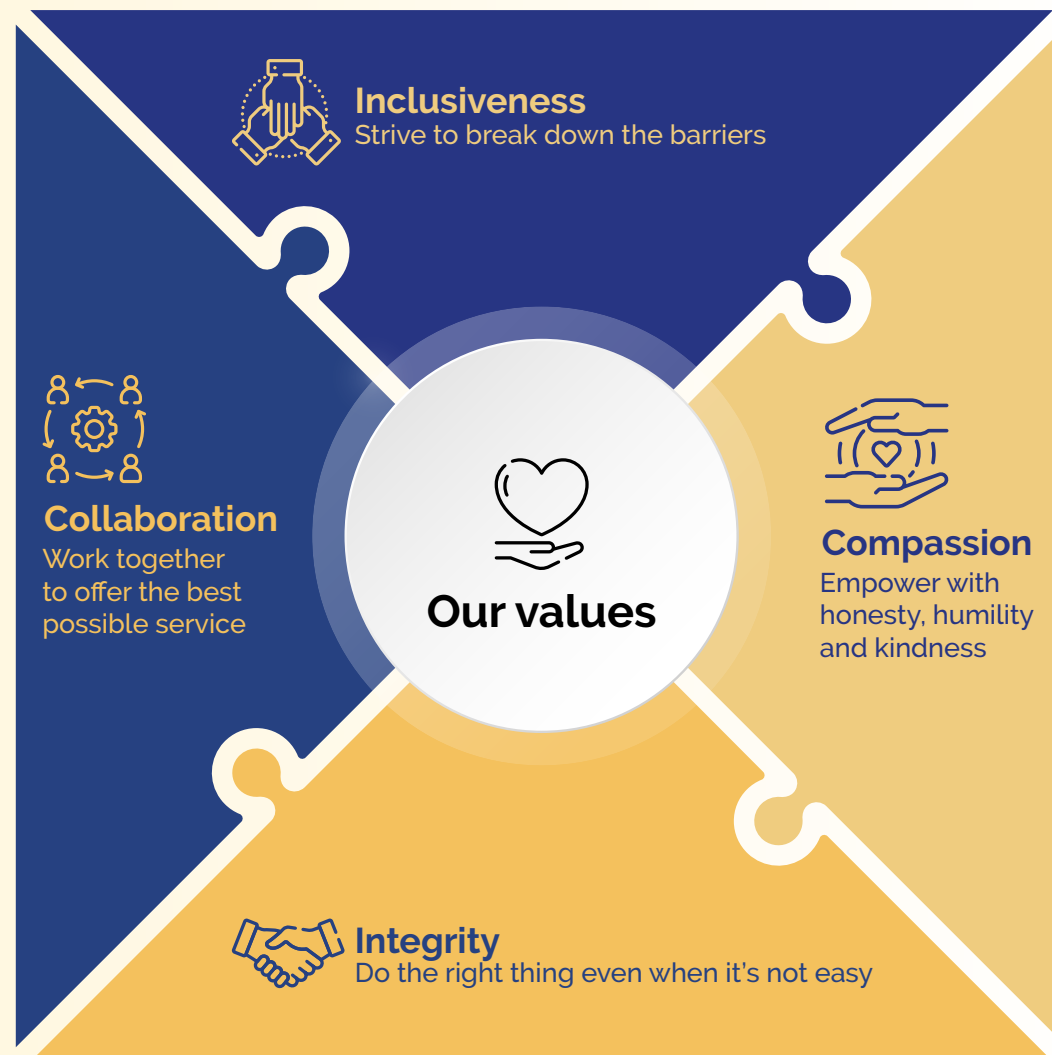 Inclusiveness
Strive to break down the barriers
Collaboration
Work together
to offer the best
possible service
Our values
Compassion
Empower with
honesty, humility
and kindness
Integrity
Do the right thing even when it's not easy